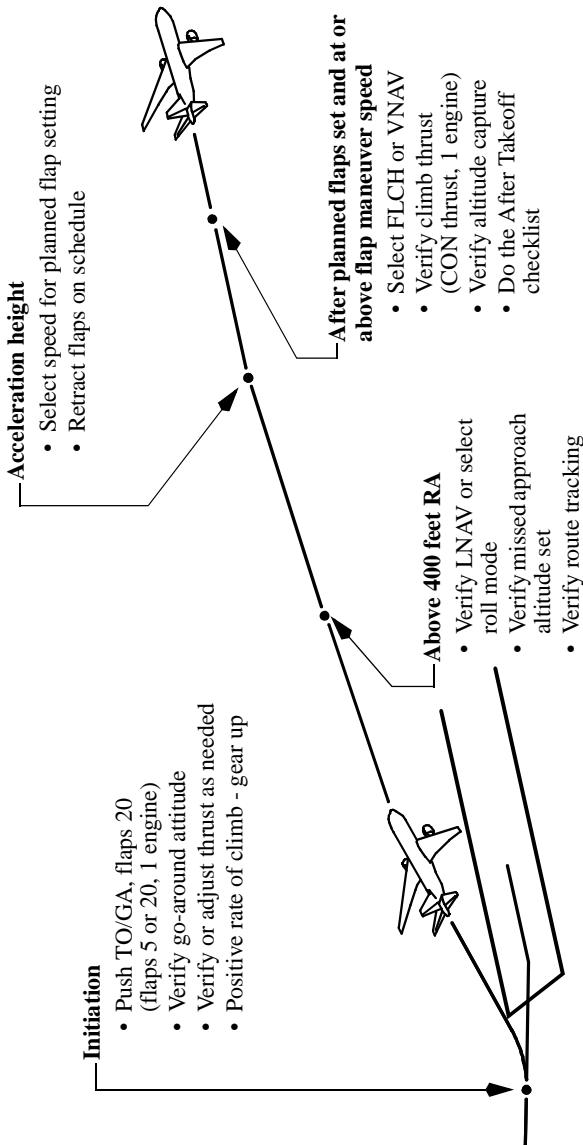 Initiation
• Push TO/GA, flaps 20
(flaps 5 or 20, 1 engine)
• Verify go-around attitude
• Verify or adjust thrust as needed
• Positive rate of climb - gear up
Above 400 feet RA
• Verify LNAV or select
roll mode
• Verify missed approach
altitude set
• Verify route tracking
Acceleration height
• Select speed for planned flap setting
• Retract flaps on schedule
After planned flaps set and at or
above flap maneuver speed
• Select FLCH or VNAV
• Verify climb thrust
(CON thrust, 1 engine)
• Verify altitude capture
• Do the After Takeoff
checklist